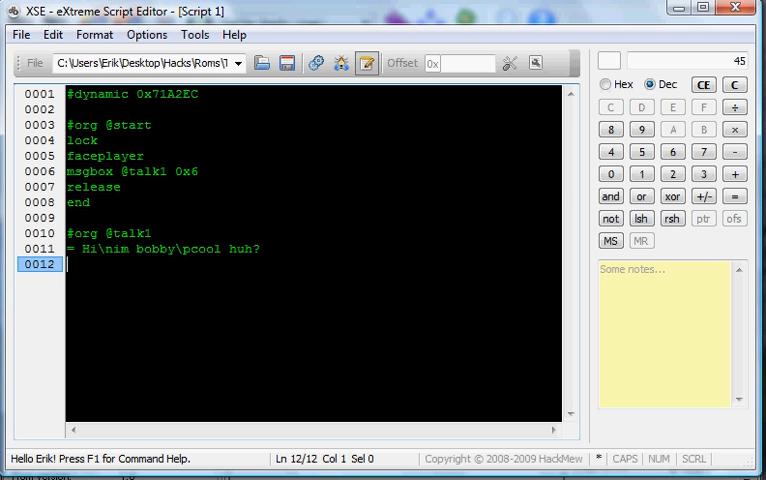 XSE - eXtreme Script Editor - [Script 1]
File Edit Format Options Tools Help
File C:\Users\Erik\Desktop\Hacks\Roms\T Offset 0x
45
Hex Dec CE C
C D E F ÷
8 9 A B ×
4 5 6 7 -
0 1 2 3 +
and or xor +/- =
not lsh rsh ptr ofs
MS MR
Some notes...
0001 #dynamic 0x71A2EC
0002
0003 #org @start
0004 lock
0005 faceplayer
0006 msgbox @talk1 0x6
0007 release
0008 end
0009
0010 #org @talk1
0011 = Hi\nim bobby\pcool huh?
0012
Hello Erik! Press F1 for Command Help. Ln 12/12 Col 1 Sel 0 Copyright © 2008-2009 HackMew * CAPS NUM SCRL